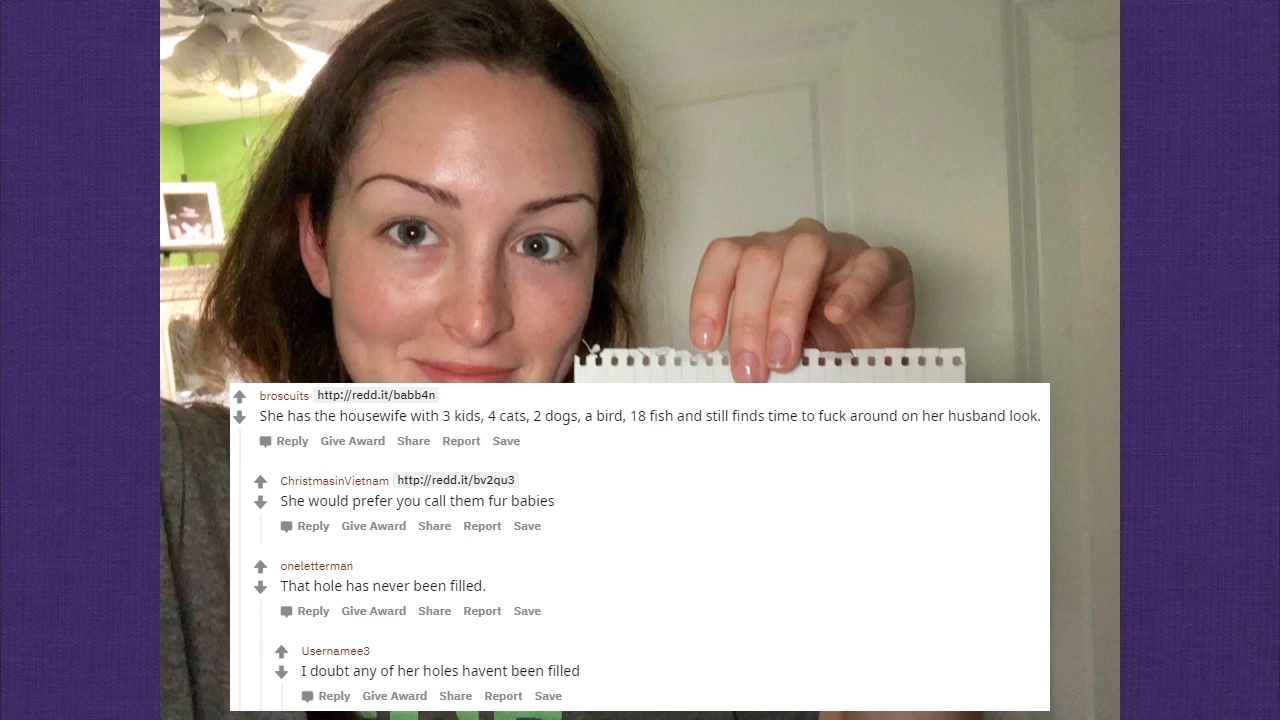 broscuits http://redd.it/babb4n
She has the housewife with 3 kids, 4 cats, 2 dogs, a bird, 18 fish and still finds time to fuck around on her husband look.
Reply Give Award Share Report Save
ChristmasinVietnam http://redd.it/bv2qu3
She would prefer you call them fur babies
Reply Give Award Share Report Save
oneletterman
That hole has never been filled.
Reply Give Award Share Report Save
Usernamee3
I doubt any of her holes havent been filled
Reply Give Award Share Report Save